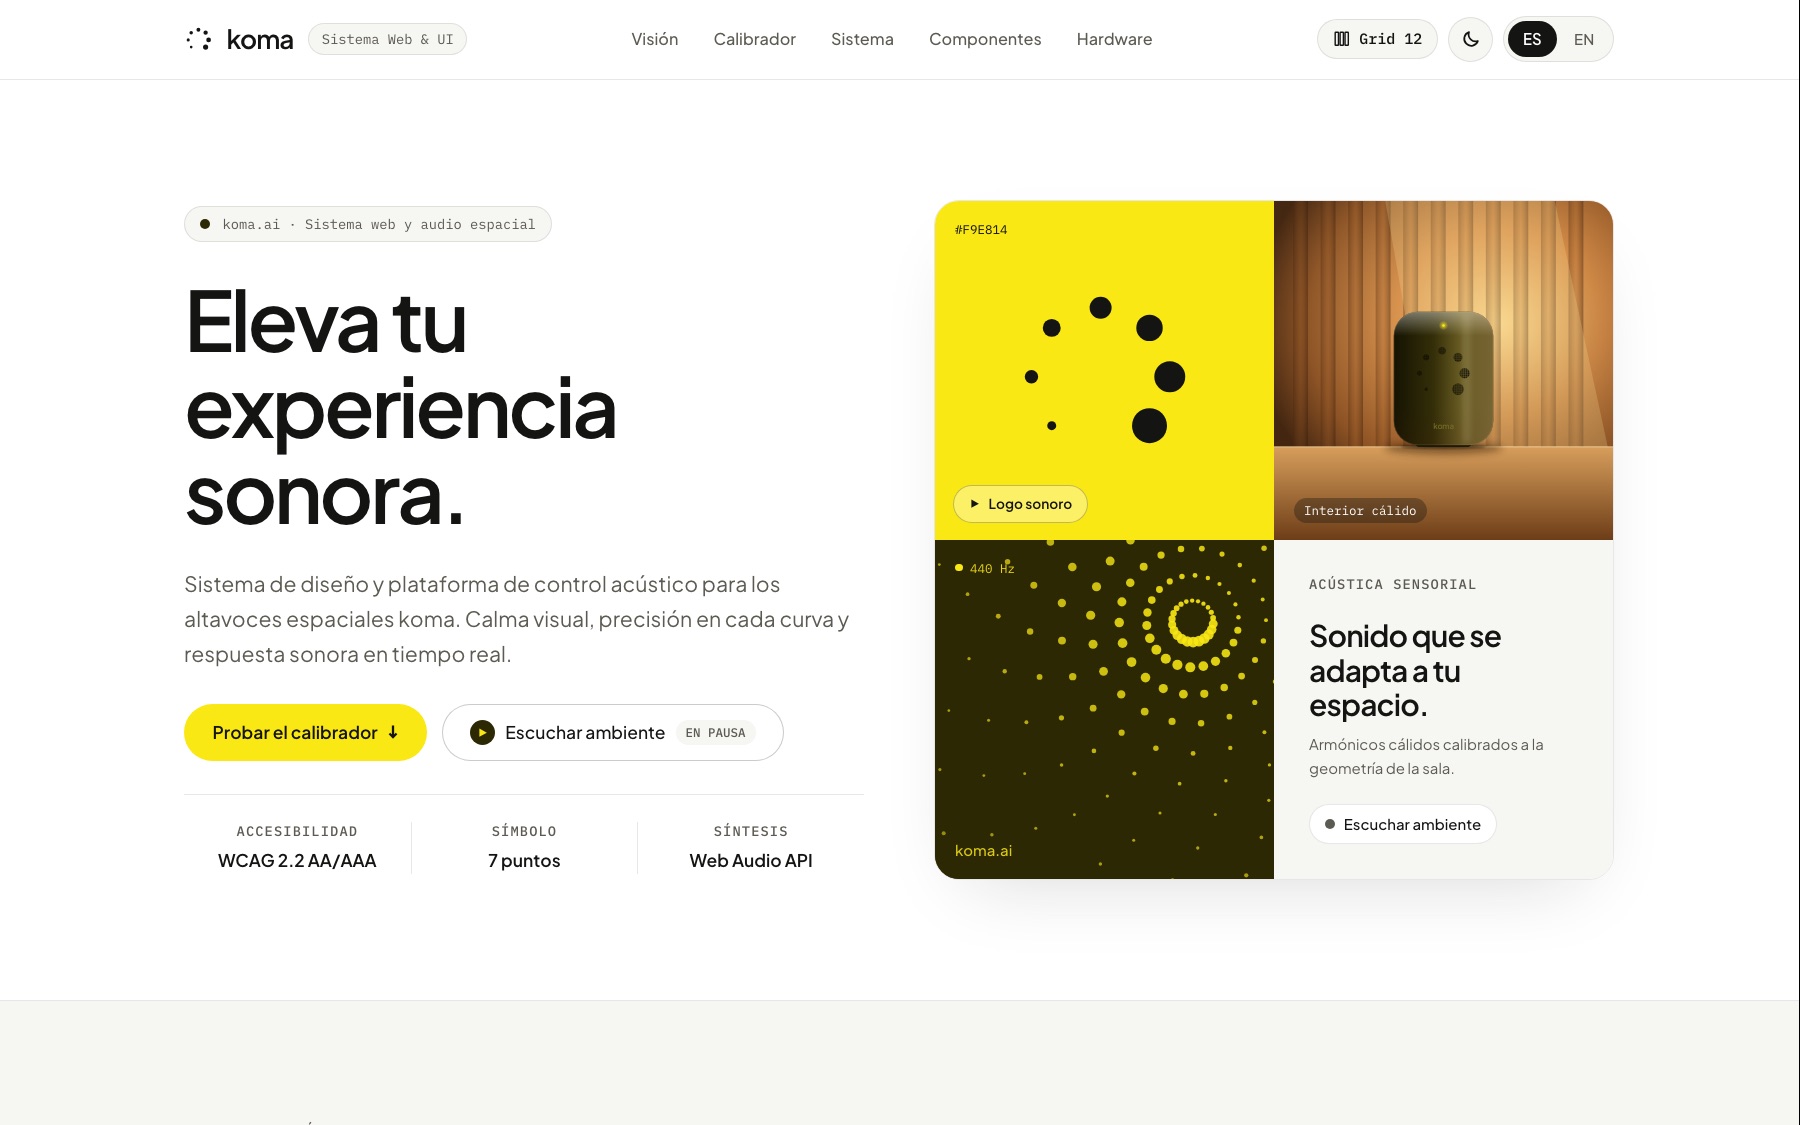 koma
Sistema Web & UI
Visión
Calibrador
Sistema
Componentes
Hardware
Grid 12
ES
EN
koma.ai · Sistema web y audio espacial
Eleva tu
experiencia
sonora.
Sistema de diseño y plataforma de control acústico para los
altavoces espaciales koma. Calma visual, precisión en cada curva y
respuesta sonora en tiempo real.
Probar el calibrador ↓
Escuchar ambiente
EN PAUSA
ACCESIBILIDAD
WCAG 2.2 AA/AAA
SÍMBOLO
7 puntos
SÍNTESIS
Web Audio API
#F9E814
Logo sonoro
koma
Interior cálido
440 Hz
koma.ai
ACÚSTICA SENSORIAL
Sonido que se
adapta a tu
espacio.
Armónicos cálidos calibrados a la
geometría de la sala.
Escuchar ambiente